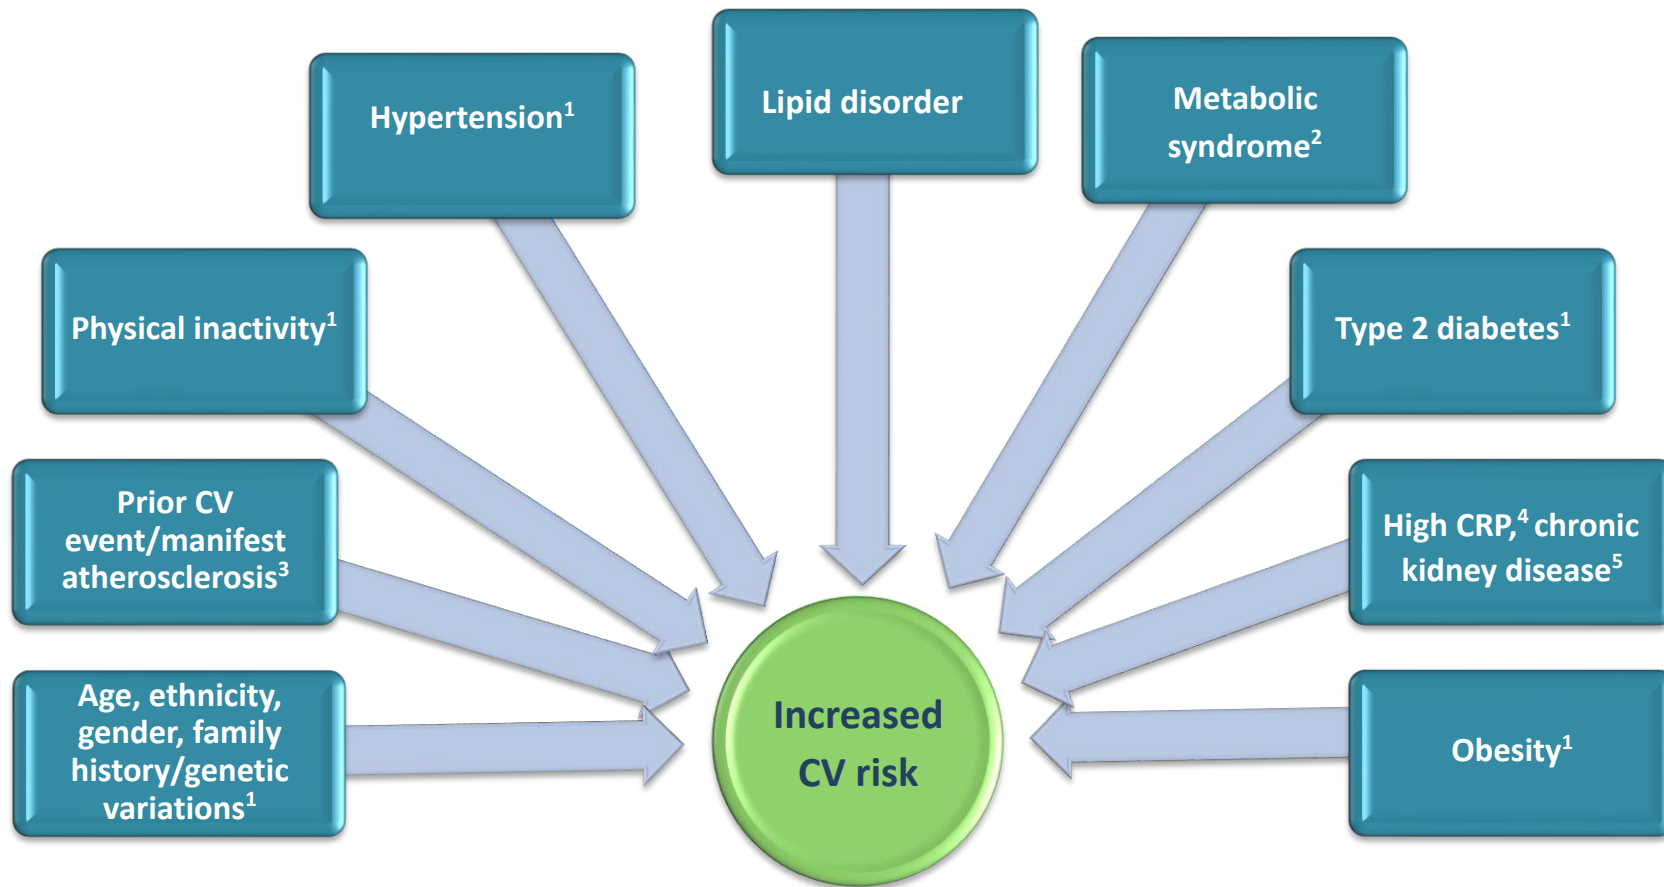 Lipid disorder
Hypertension¹
Metabolic
syndrome²
Physical inactivity¹
Type 2 diabetes¹
Prior CV
event/manifest
atherosclerosis³
High CRP,⁴ chronic
kidney disease⁵
Age, ethnicity,
gender, family
history/genetic
variations¹
Increased
CV risk
Obesity¹